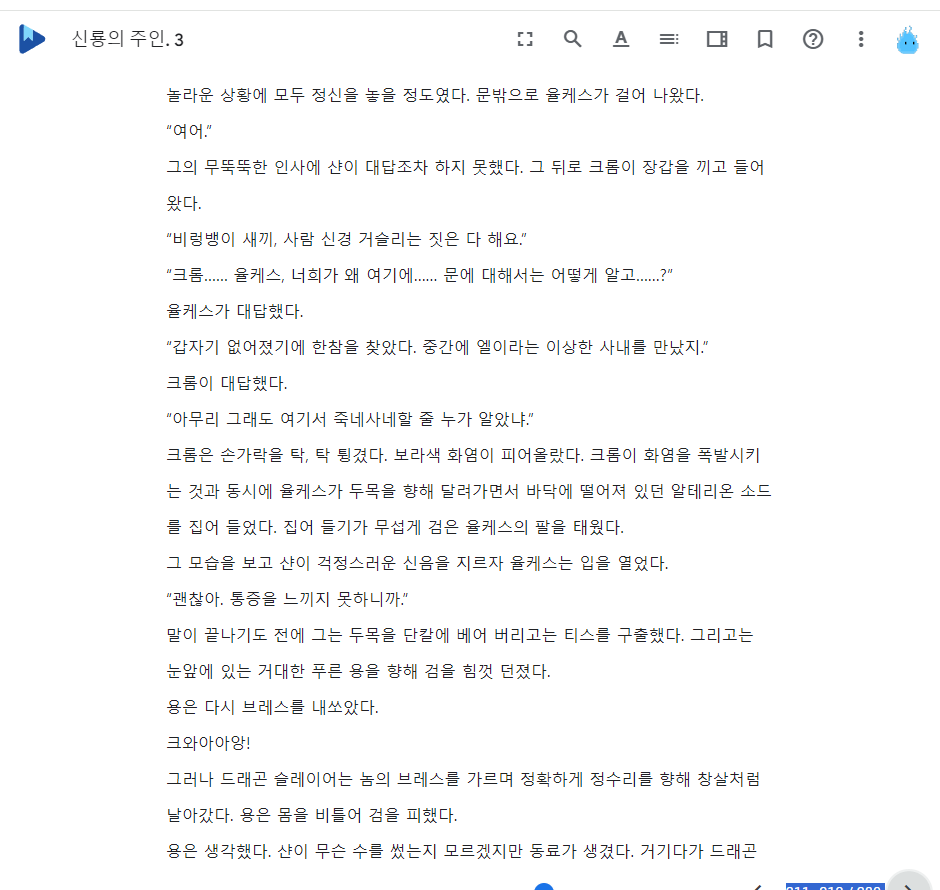 신룡의 주인. 3
놀라운 상황에 모두 정신을 놓을 정도였다. 문밖으로 율케스가 걸어 나왔다.
“여어.”
그의 무뚝뚝한 인사에 샨이 대답조차 하지 못했다. 그 뒤로 크롬이 장갑을 끼고 들어
왔다.
“비렁뱅이 새끼, 사람 신경 거슬리는 짓은 다 해요.”
“크롬...... 율케스, 너희가 왜 여기에...... 문에 대해서는 어떻게 알고......?”
율케스가 대답했다.
“갑자기 없어졌기에 한참을 찾았다. 중간에 엘이라는 이상한 사내를 만났지.”
크롬이 대답했다.
“아무리 그래도 여기서 죽네사네할 줄 누가 알았냐.”
크롬은 손가락을 탁, 탁 튕겼다. 보라색 화염이 피어올랐다. 크롬이 화염을 폭발시키
는 것과 동시에 율케스가 두목을 향해 달려가면서 바닥에 떨어져 있던 알테리온 소드
를 집어 들었다. 집어 들기가 무섭게 검은 율케스의 팔을 태웠다.
그 모습을 보고 샨이 걱정스러운 신음을 지르자 율케스는 입을 열었다.
“괜찮아. 통증을 느끼지 못하니까.”
말이 끝나기도 전에 그는 두목을 단칼에 베어 버리고는 티스를 구출했다. 그리고는
눈앞에 있는 거대한 푸른 용을 향해 검을 힘껏 던졌다.
용은 다시 브레스를 내쏘았다.
크와아아앙!
그러나 드래곤 슬레이어는 놈의 브레스를 가르며 정확하게 정수리를 향해 창살처럼
날아갔다. 용은 몸을 비틀어 검을 피했다.
용은 생각했다. 샨이 무슨 수를 썼는지 모르겠지만 동료가 생겼다. 거기다가 드래곤